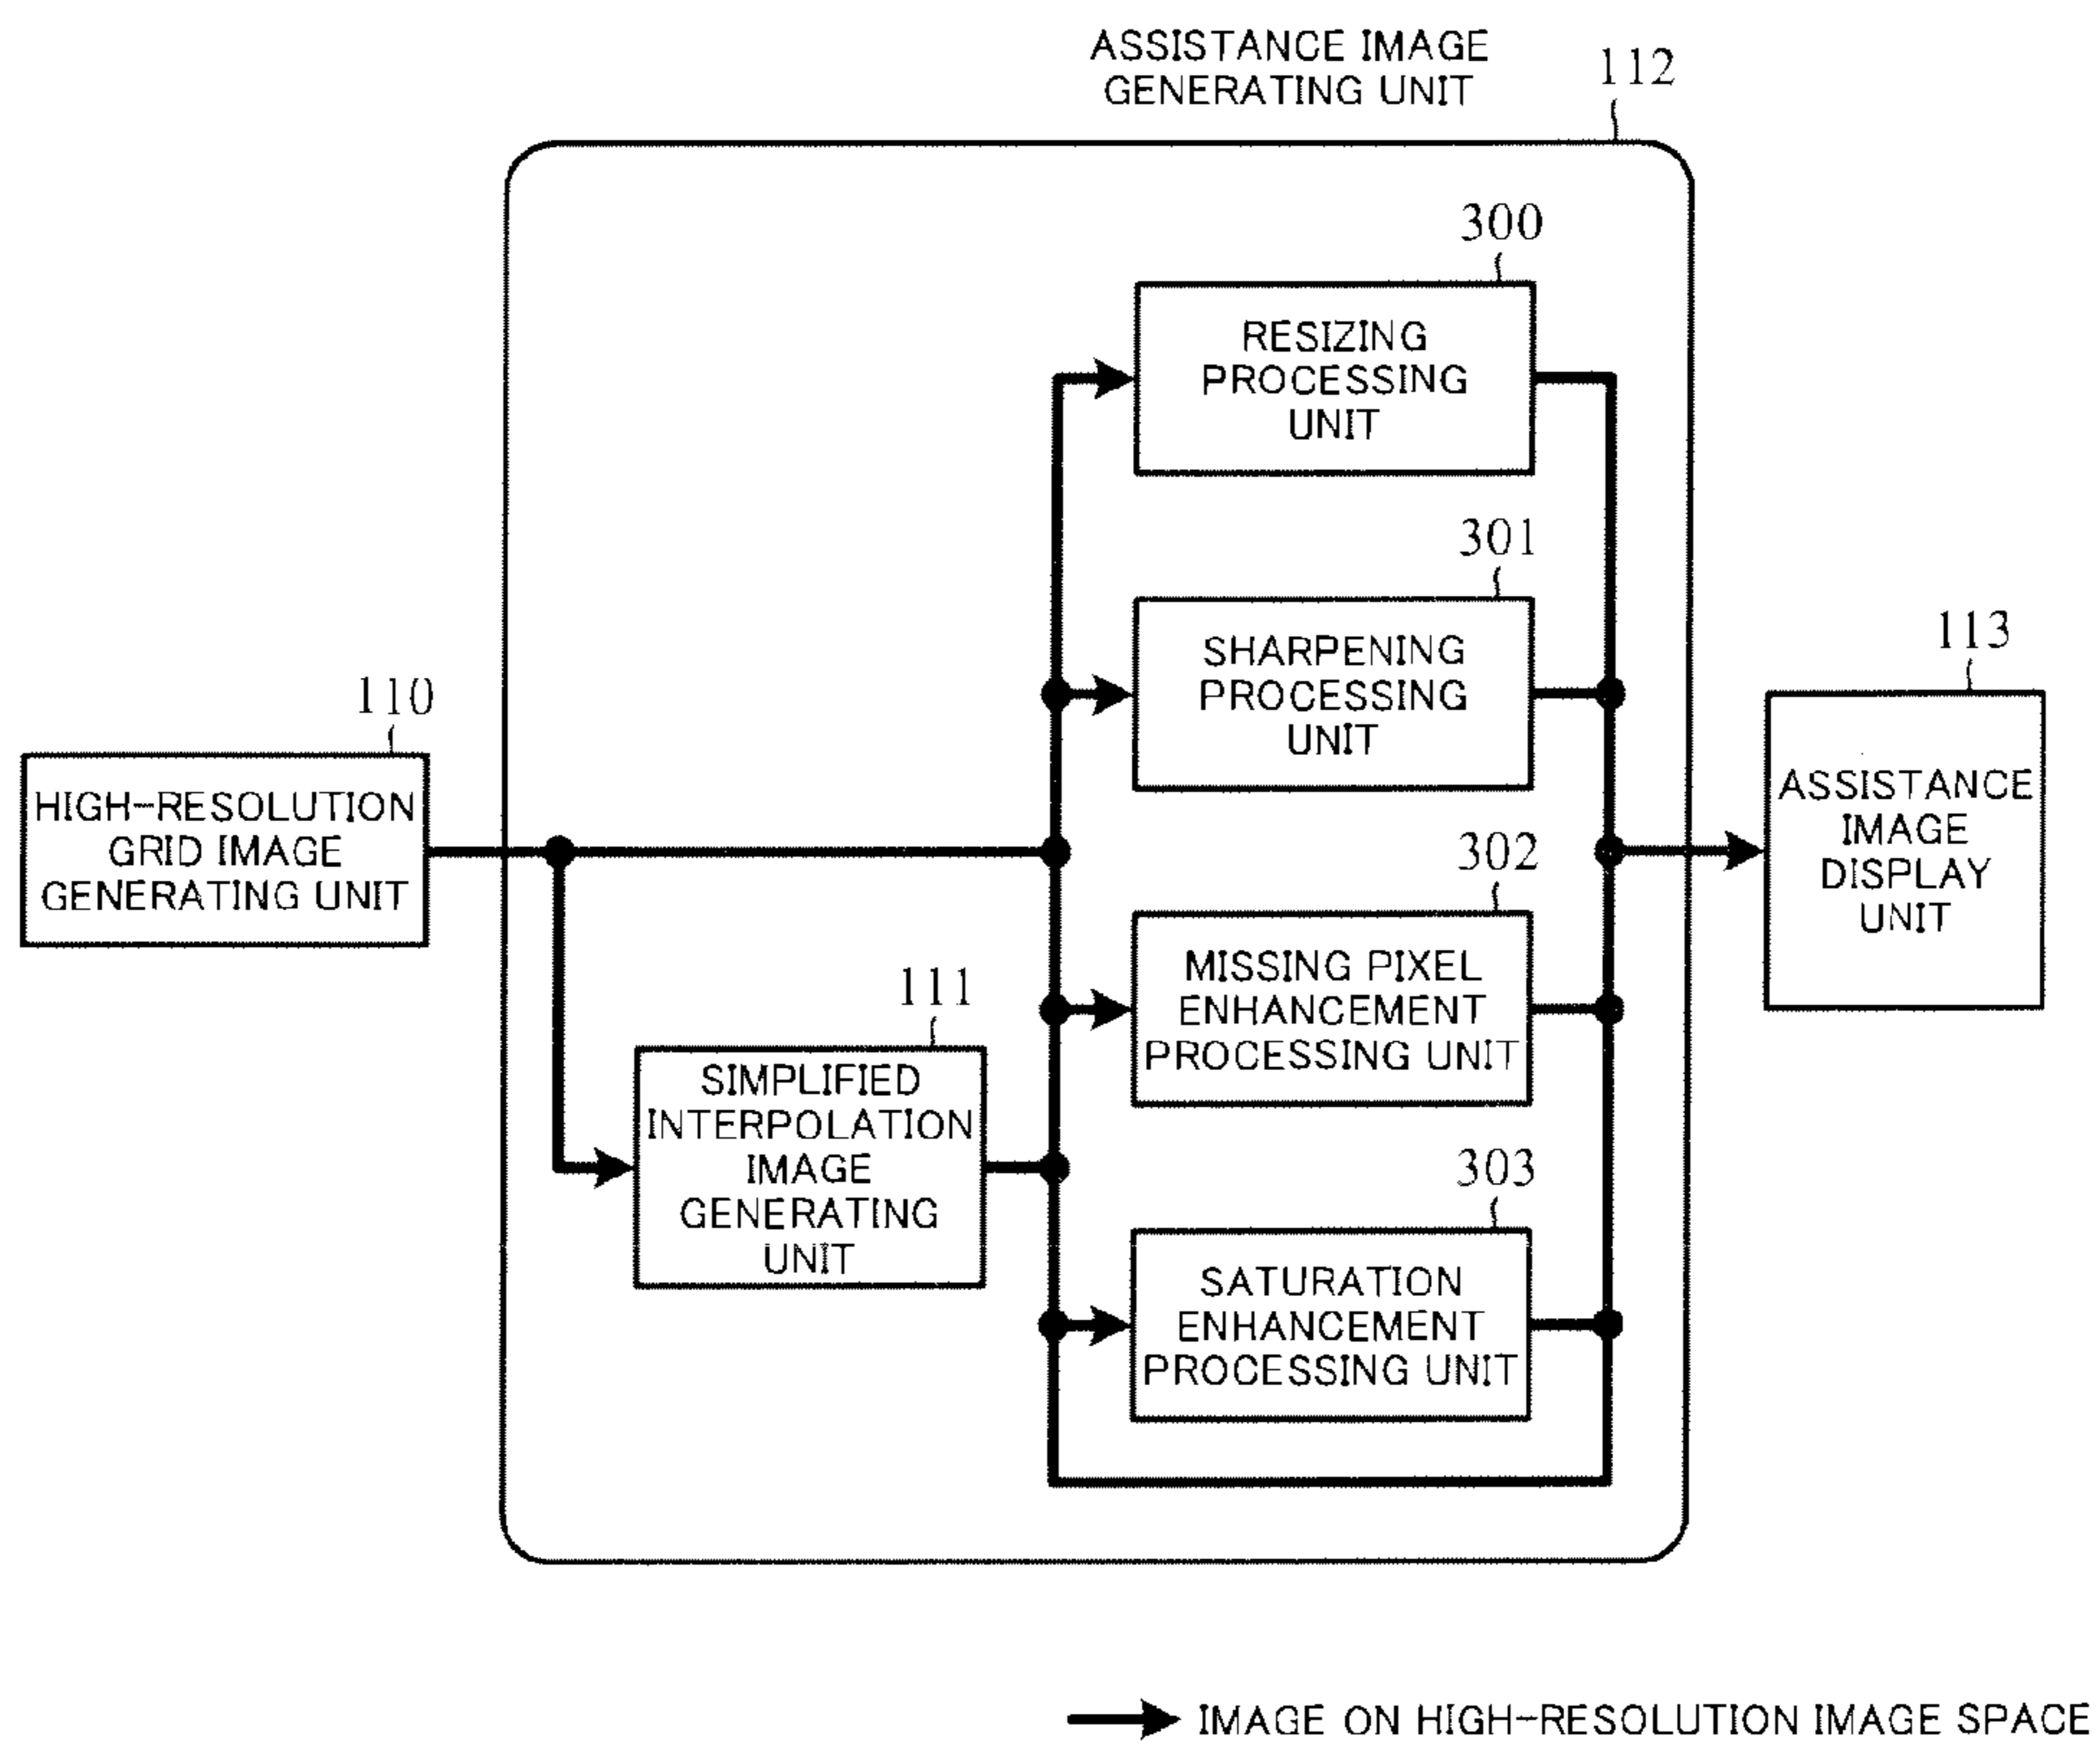 ASSISTANCE IMAGE
GENERATING UNIT
112
300
RESIZING
PROCESSING
UNIT
301
SHARPENING
PROCESSING
UNIT
113
ASSISTANCE
IMAGE
DISPLAY
UNIT
110
HIGH-RESOLUTION
GRID IMAGE
GENERATING UNIT
302
MISSING PIXEL
ENHANCEMENT
PROCESSING UNIT
111
SIMPLIFIED
INTERPOLATION
IMAGE
GENERATING
UNIT
303
SATURATION
ENHANCEMENT
PROCESSING UNIT
IMAGE ON HIGH-RESOLUTION IMAGE SPACE